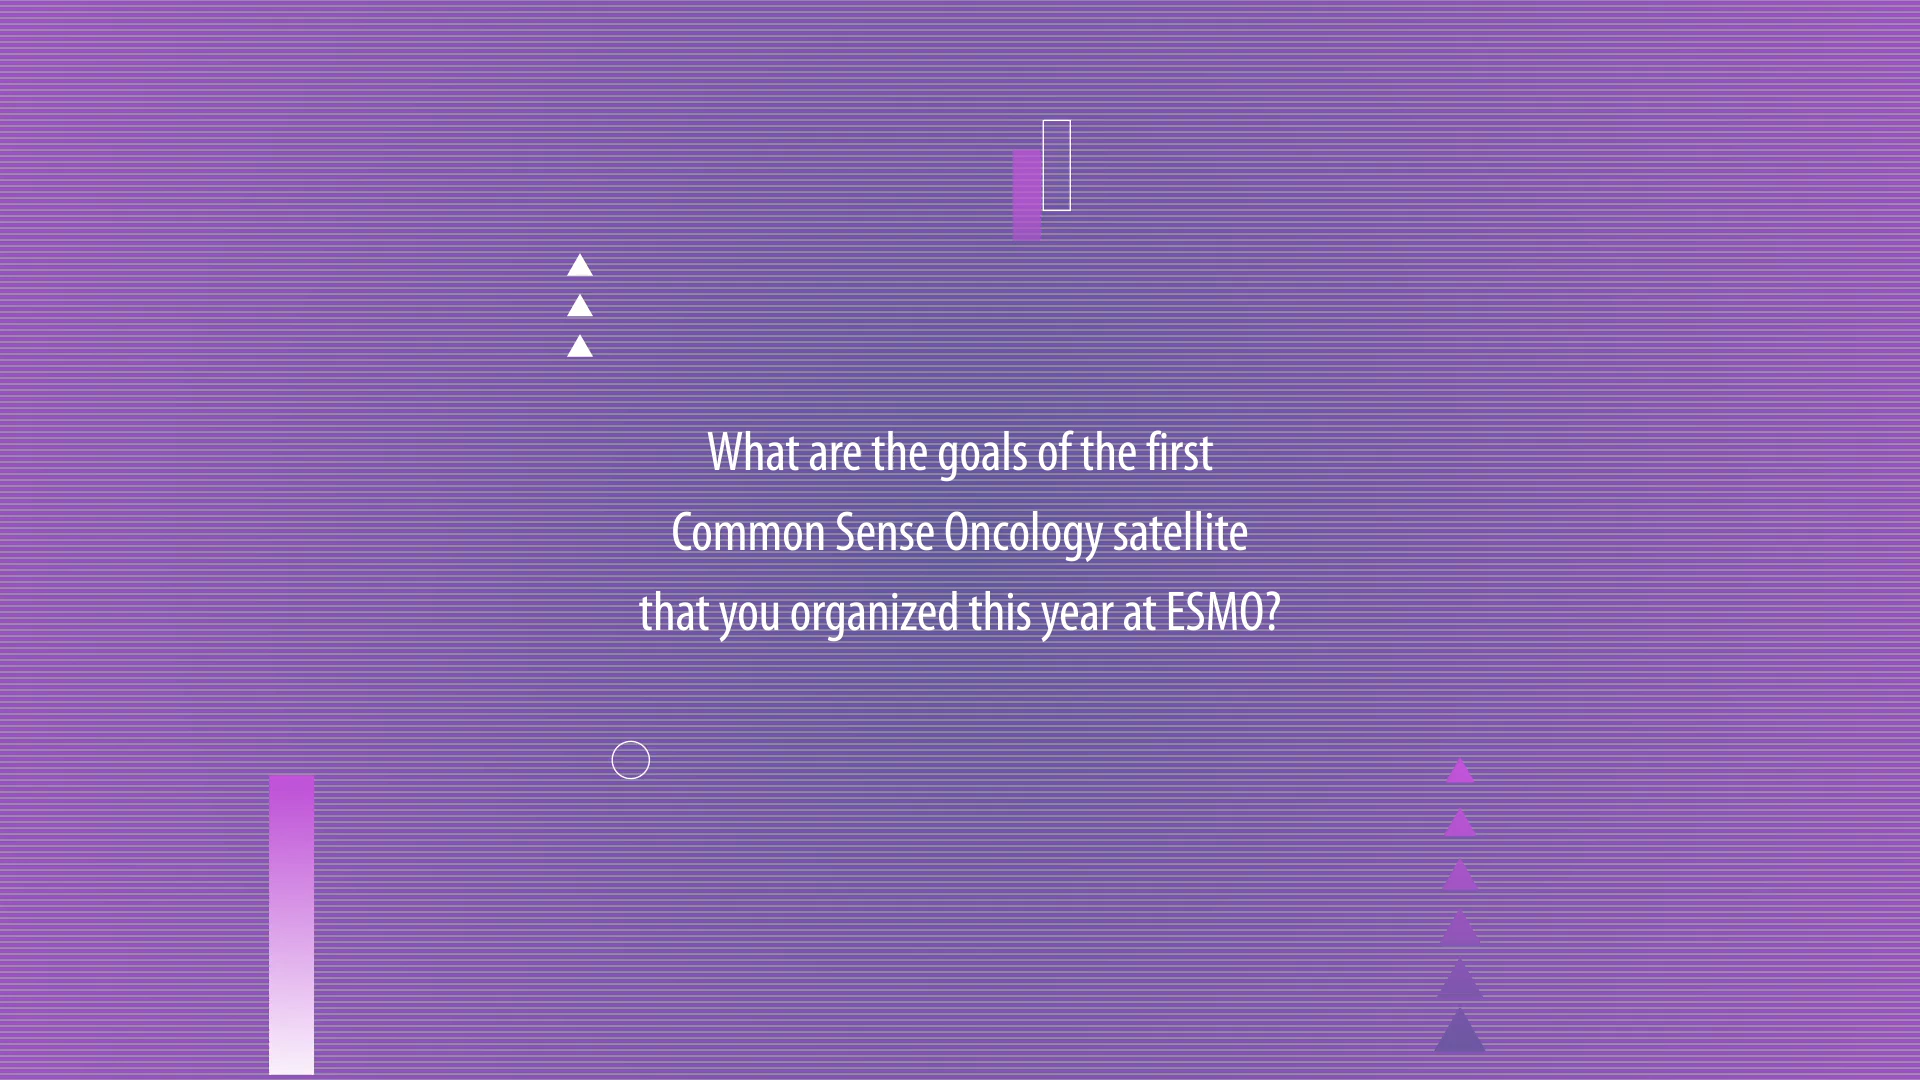 What are the goals of the first
Common Sense Oncology satellite
that you organized this year at ESMO?